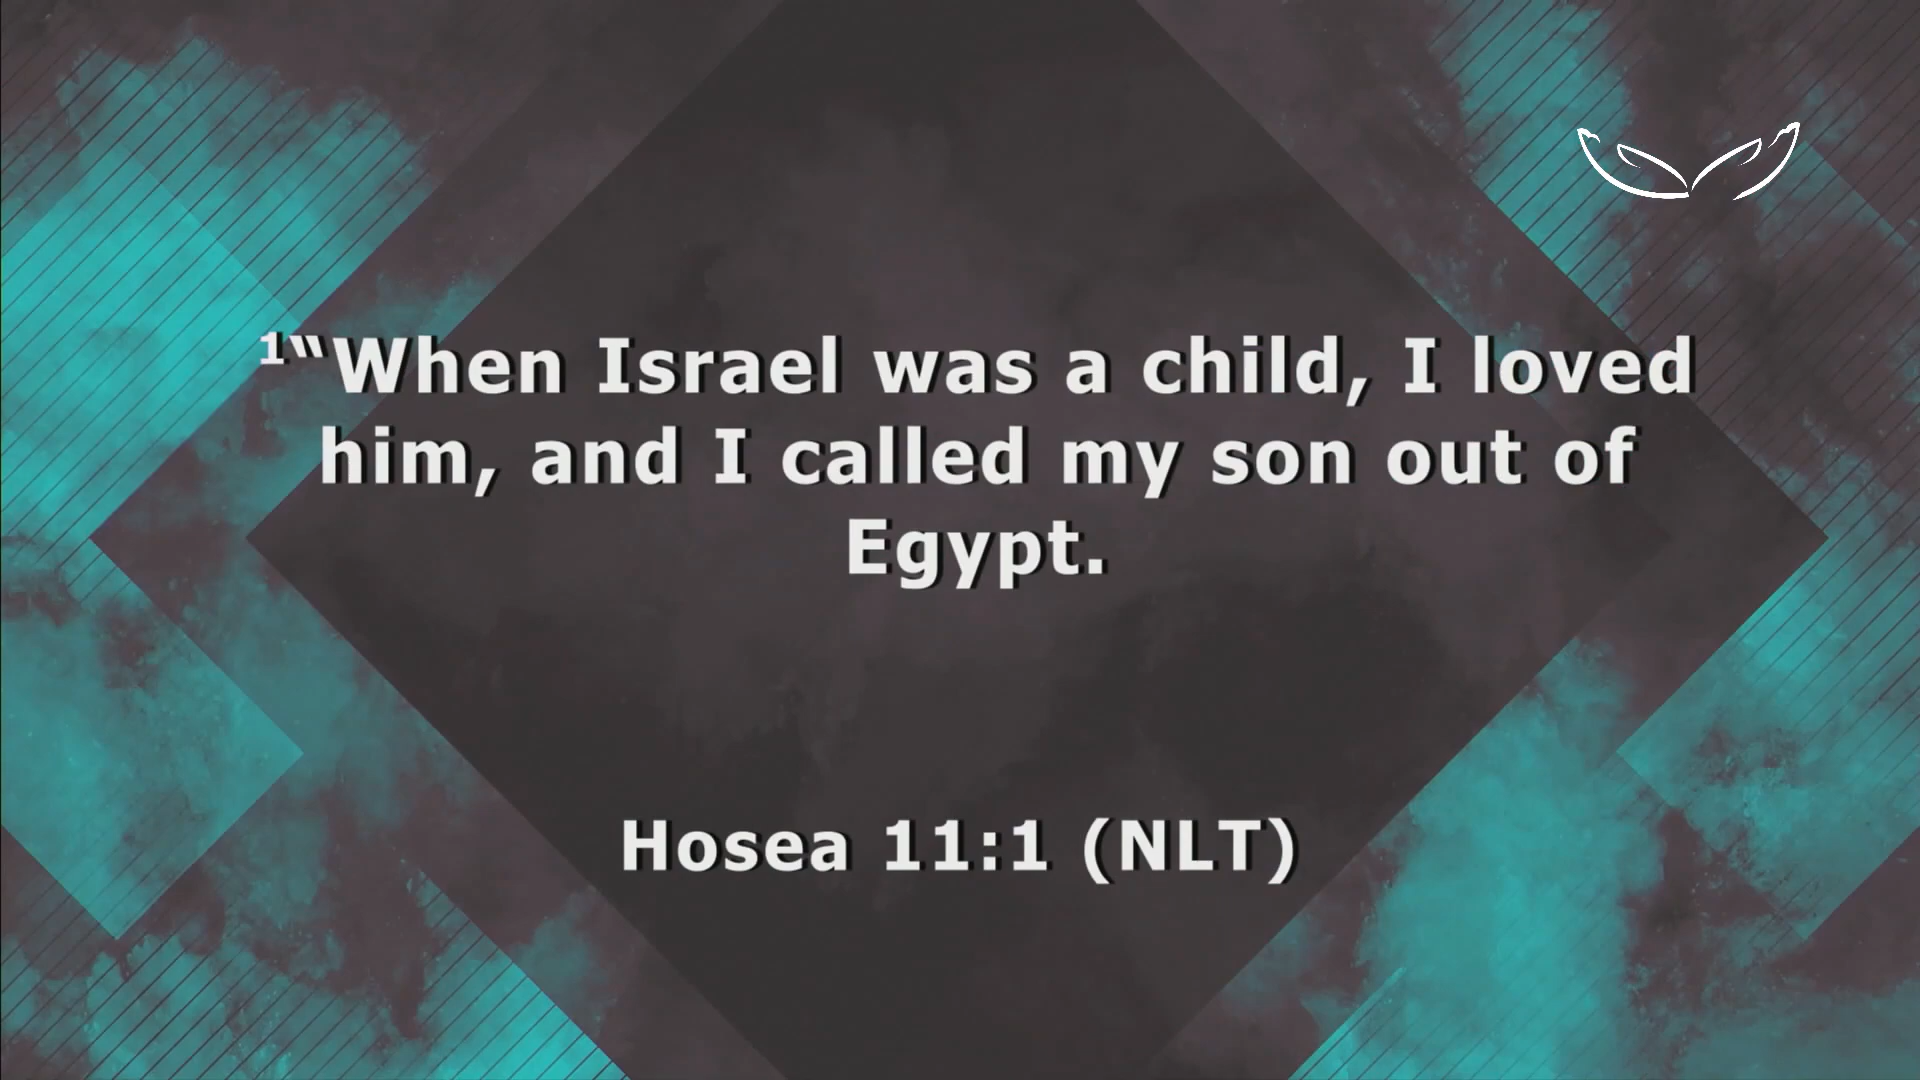 ¹“When Israel was a child, I loved
him, and I called my son out of
Egypt.
Hosea 11:1 (NLT)